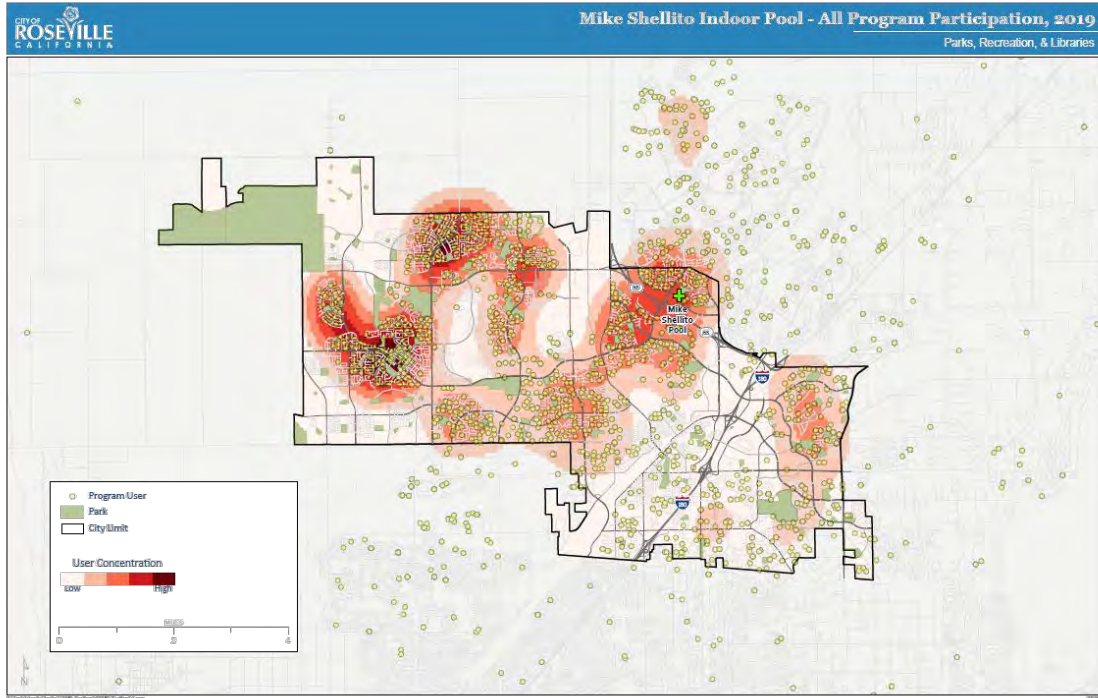 CITY OF
ROSEVILLE
CALIFORNIA
Mike Shellito Indoor Pool - All Program Participation, 2019
Parks, Recreation, & Libraries
Mike
Shellito
Pool
Program User
Park
City Limit
User Concentration
Low
High
0
2
4